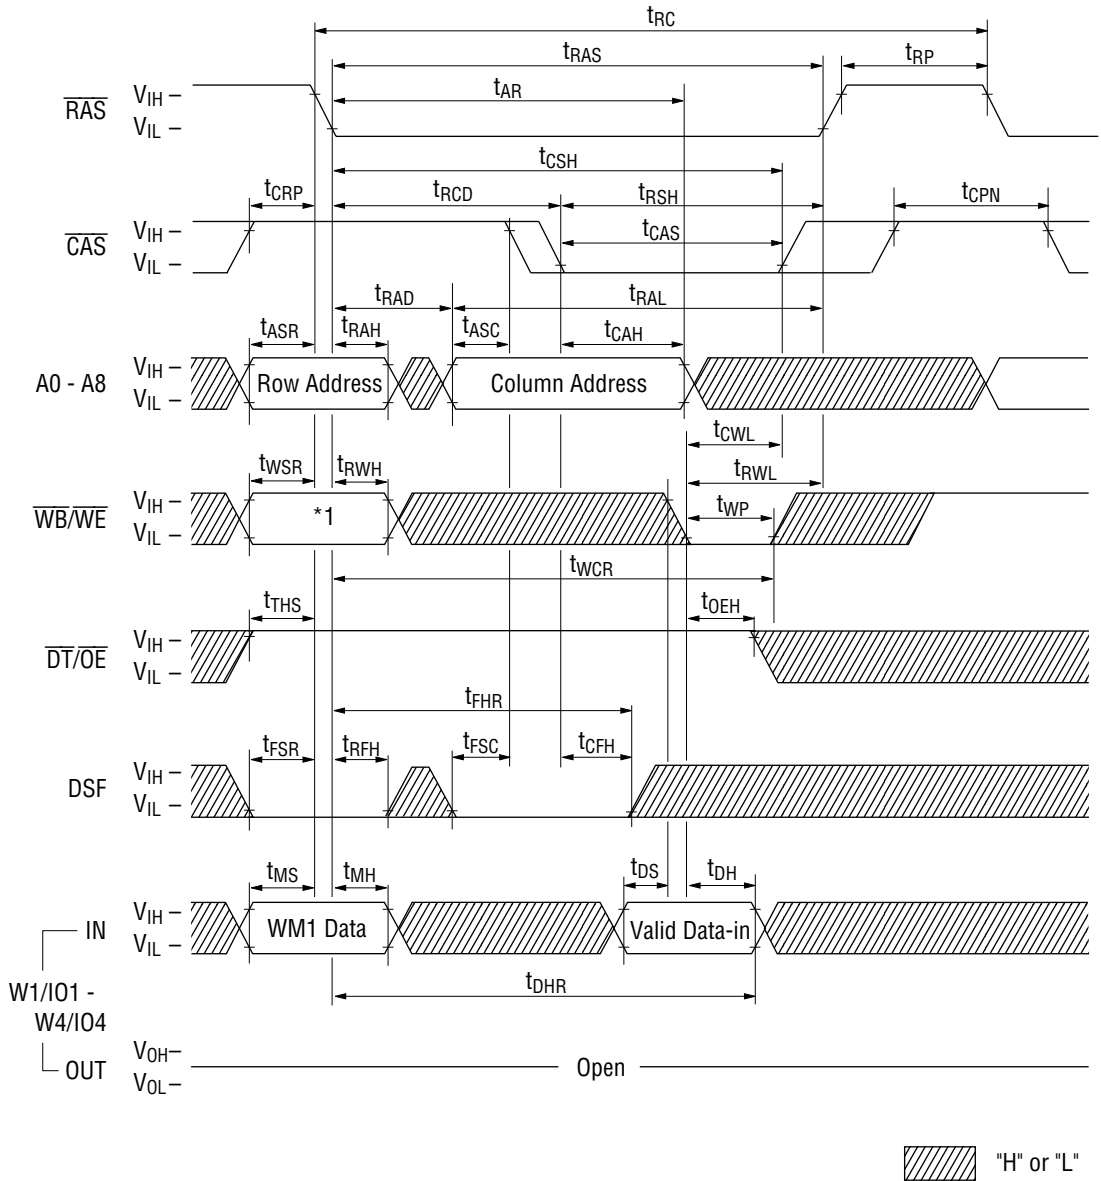 tRC
tRAS
tRP
tAR
RAS
VIH –
VIL –
tCSH
tCRP
tRCD
tRSH
tCPN
CAS
VIH –
VIL –
tCAS
tRAD
tRAL
tASR
tRAH
tASC
tCAH
A0 - A8
VIH –
VIL –
Row Address
Column Address
tCWL
tWSR
tRWH
tRWL
WB/WE
VIH –
VIL –
*1
tWP
tWCR
tTHS
tOEH
DT/OE
VIH –
VIL –
tFHR
tFSR
tRFH
tFSC
tCFH
DSF
VIH –
VIL –
tMS
tMH
tDS
tDH
IN
VIH –
VIL –
WM1 Data
Valid Data-in
tDHR
W1/IO1 -
W4/IO4
OUT
VOH–
VOL–
Open
"H" or "L"